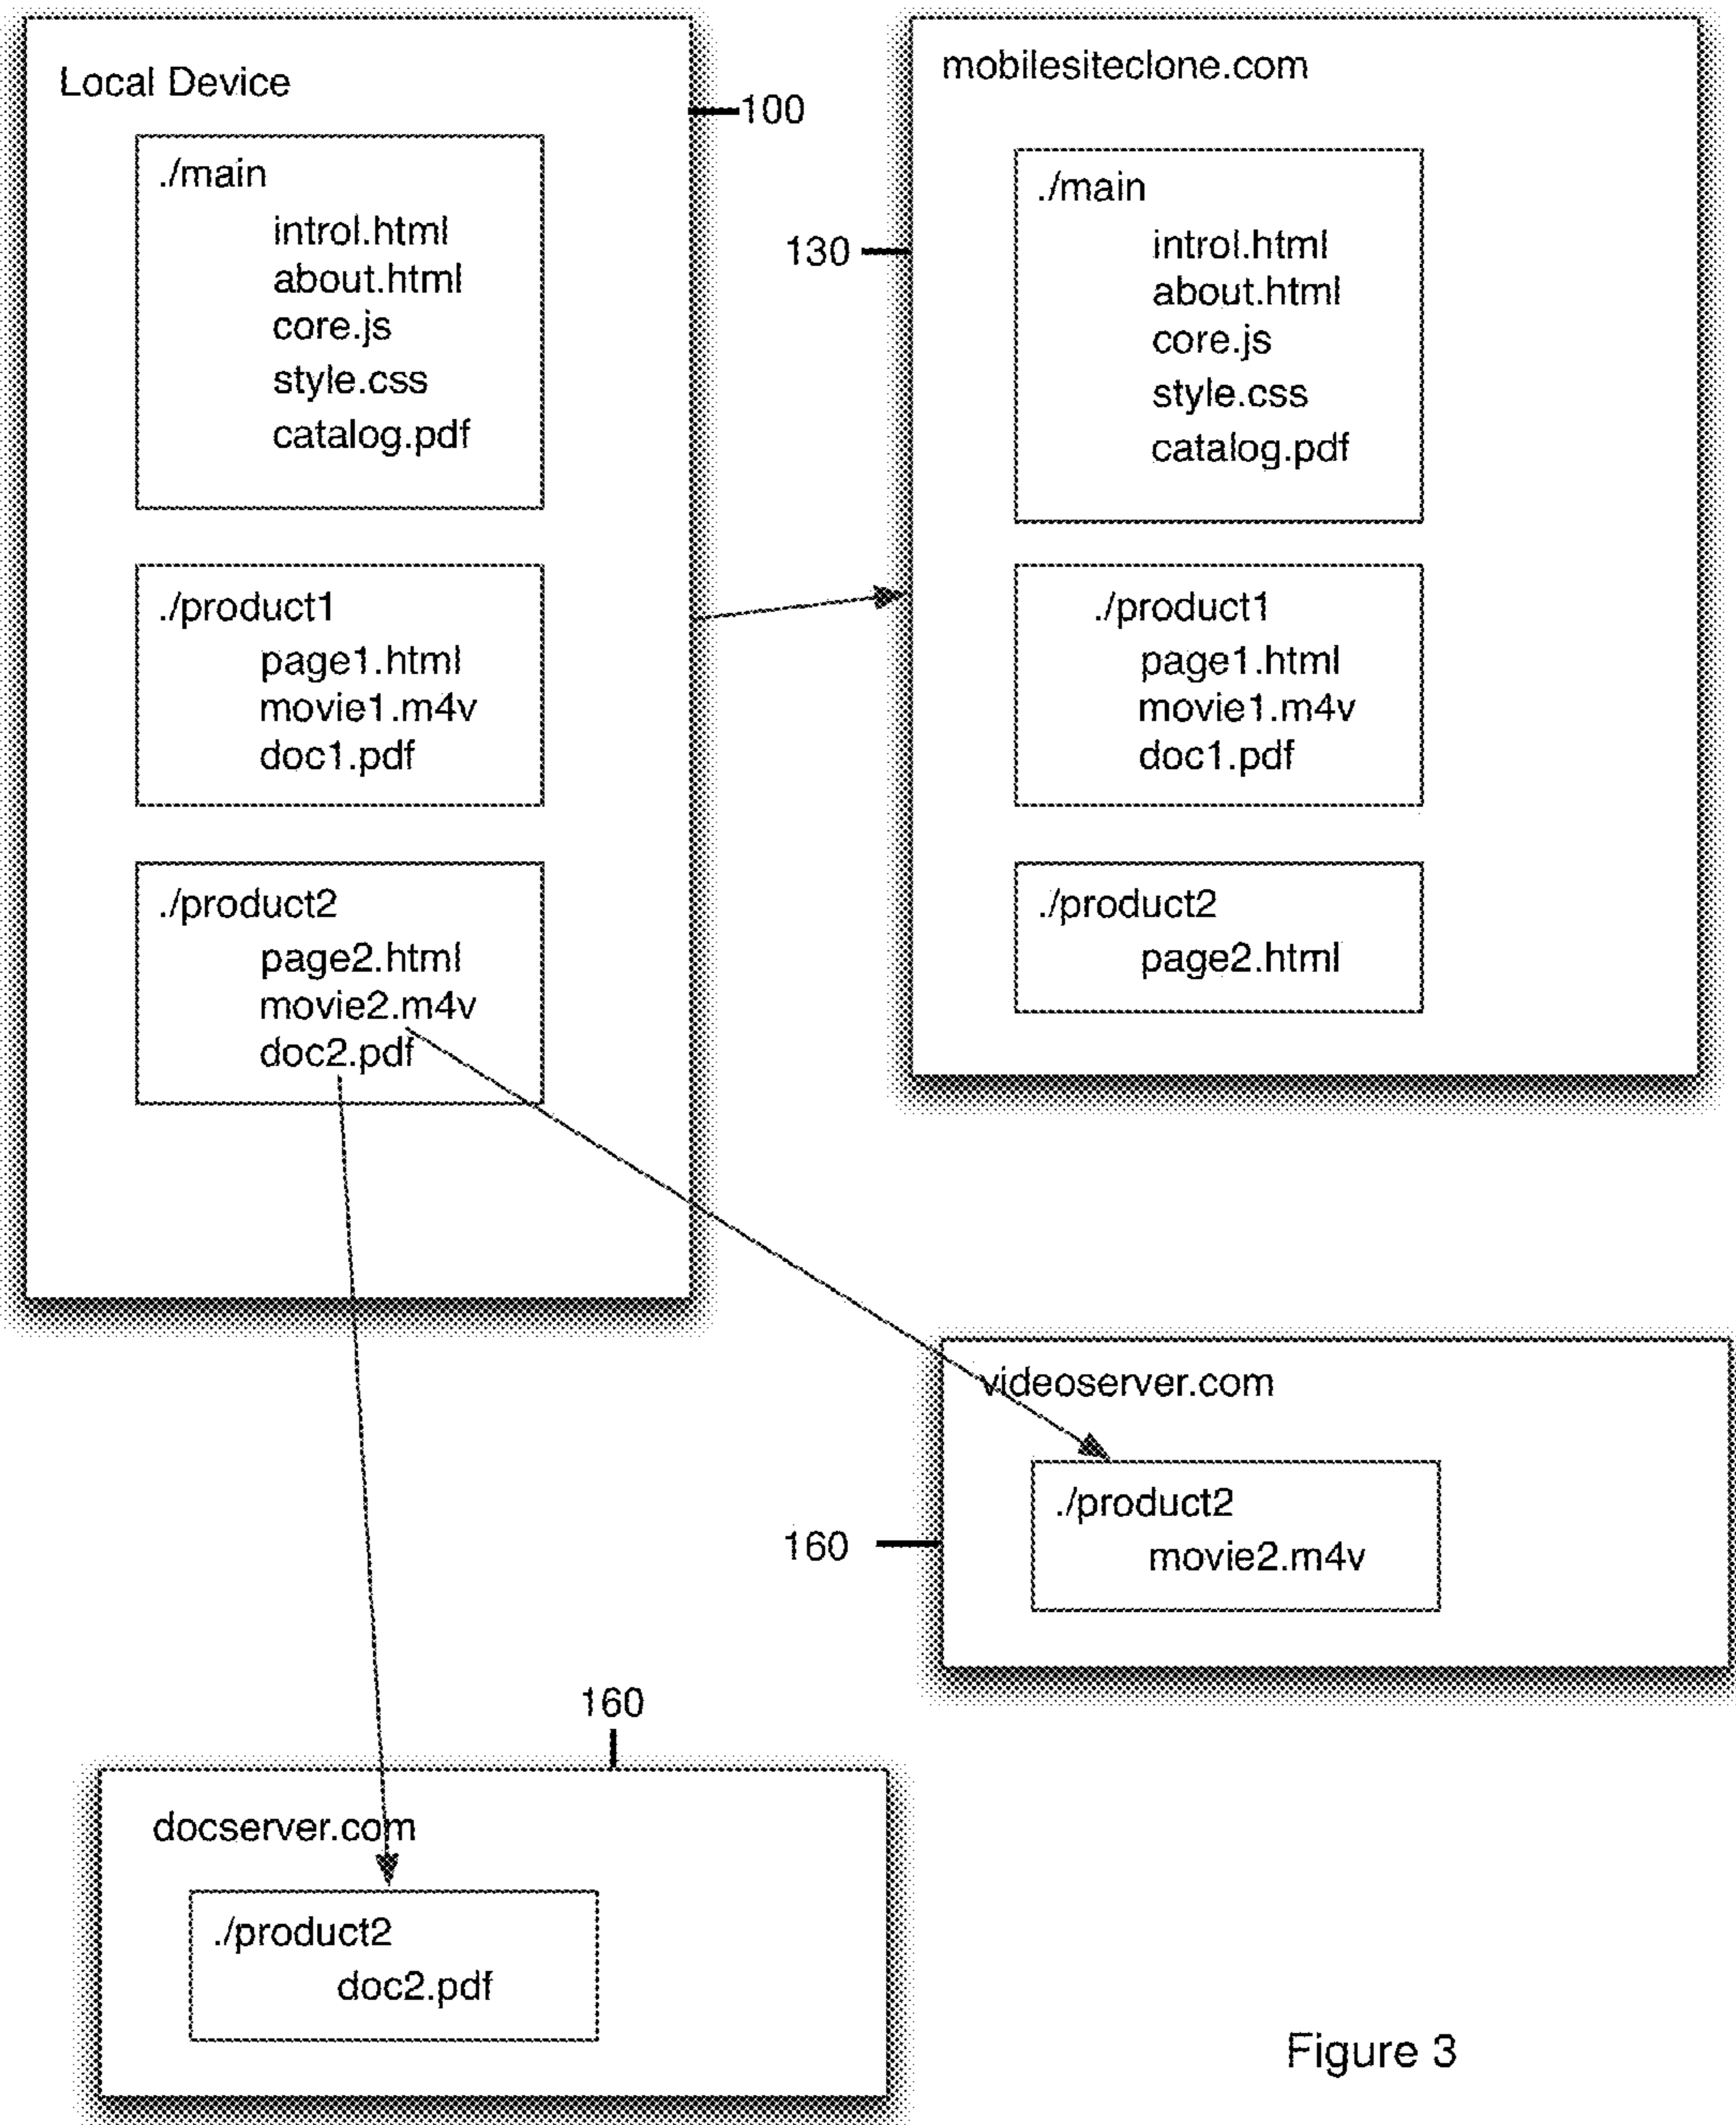 Local Device
100
./main
introl.html
about.html
core.js
style.css
catalog.pdf
./product1
page1.html
movie1.m4v
doc1.pdf
./product2
page2.html
movie2.m4v
doc2.pdf
mobilesiteclone.com
130
./main
introl.html
about.html
core.js
style.css
catalog.pdf
./product1
page1.html
movie1.m4v
doc1.pdf
./product2
page2.html
videoserver.com
160
./product2
movie2.m4v
160
docserver.com
./product2
doc2.pdf
Figure 3